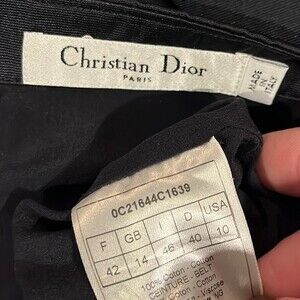 Christian Dior
PARIS
MADE IN
ITALY
0C21644C1639
F GB I D USA
42 14 46 40 10
100% Coton - Cotton
CEINTURE - BELT
Coton - Cotton
Viscose